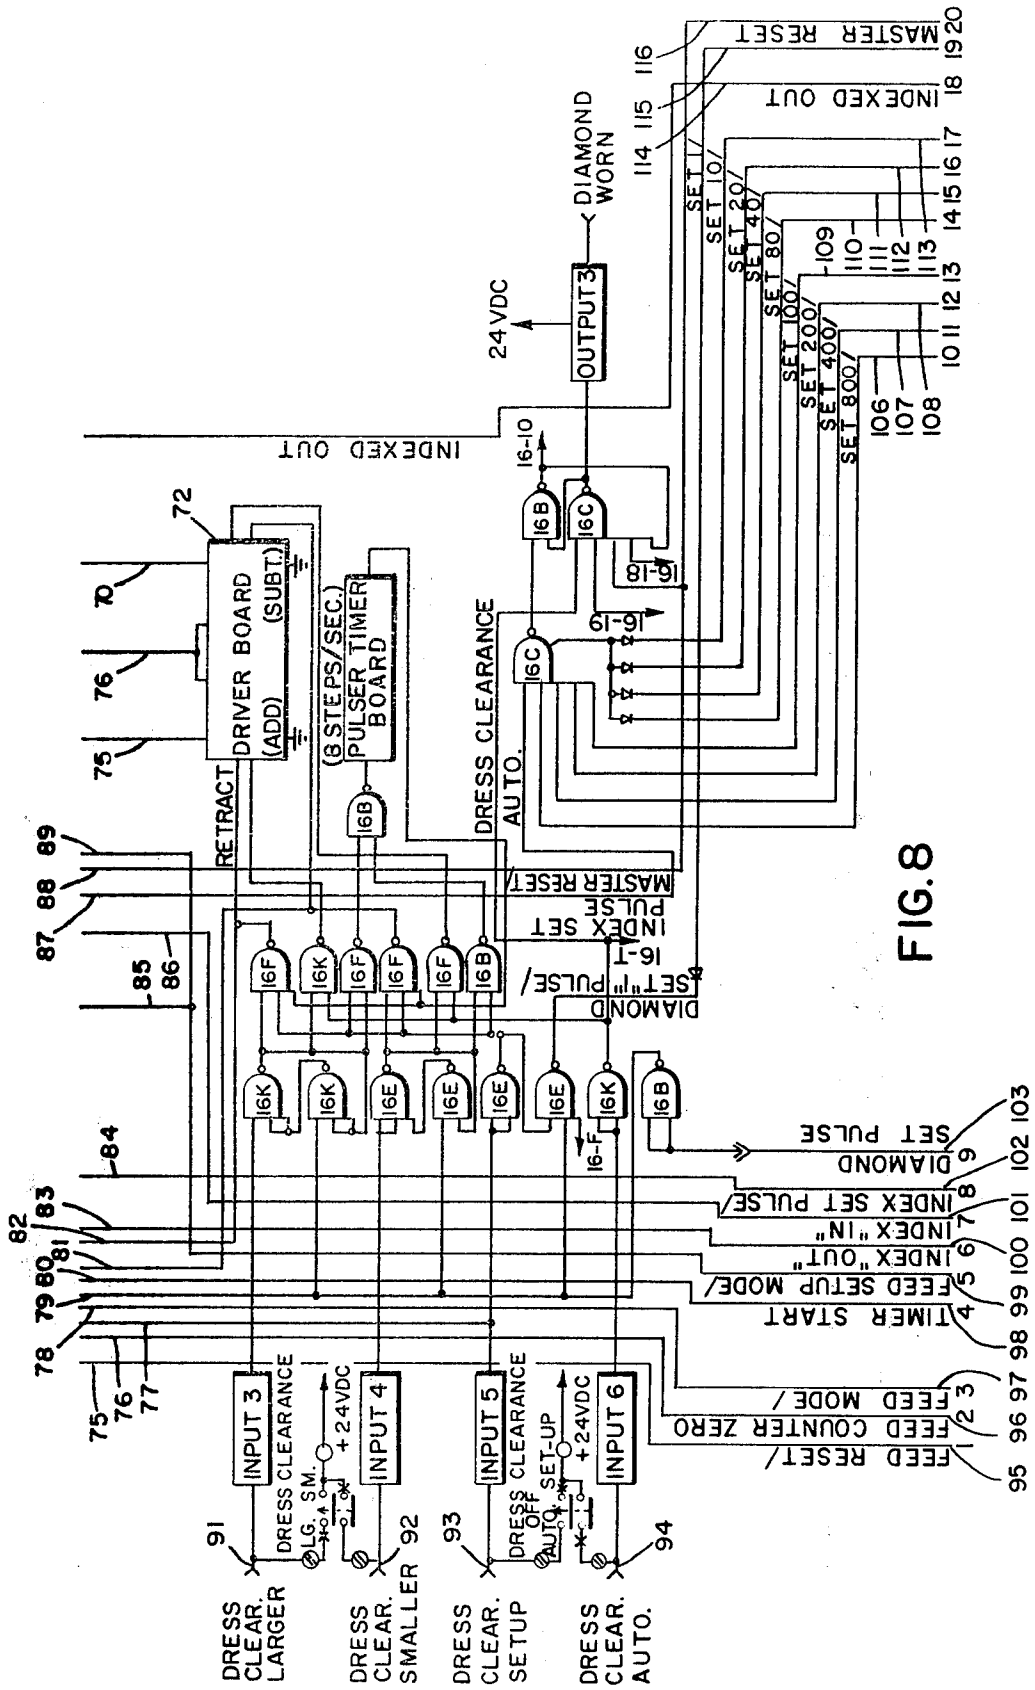 75
76
77
78
79
80
81
82
83
84
85
86
87
88
89
75
76
70
RETRACT
DRIVER BOARD
(ADD) (SUBT.)
72
INDEXED OUT
91
DRESS
CLEAR.
LARGER
INPUT 3
DRESS CLEARANCE
LG. SM.
+24VDC
92
DRESS
CLEAR.
SMALLER
INPUT 4
93
DRESS
CLEAR.
SETUP
INPUT 5
DRESS CLEARANCE
OFF
AUTO. SET-UP
+24VDC
94
DRESS
CLEAR.
AUTO.
INPUT 6
16K
16K
16E
16E
16E
16E
16K
16B
16-F
16F
16K
16F
16F
16F
16B
16B
(8 STEPS/SEC.)
PULSER TIMER
BOARD
MASTER RESET/
INDEX SET
PULSE
16-T
DIAMOND
SET "1" PULSE/
DRESS CLEARANCE
AUTO.
16C
16B
16C
16-10
16-18
16-19
24VDC
OUTPUT 3
DIAMOND
WORN
SET 1/
SET 10/
SET 20/
SET 40/
SET 80/
SET 100/
SET 200/
SET 400/
SET 800/
FEED RESET/
95
FEED COUNTER ZERO
2
96
FEED MODE/
3
97
TIMER START
4
98
FEED SETUP MODE/
5
99
INDEX "OUT"
6
100
INDEX "IN"
7
101
INDEX SET PULSE/
8
102
DIAMOND
SET PULSE
9
103
10
11
12
13
14
15
16
17
18
19
20
106
107
108
109
110
111
112
113
114
115
116
INDEXED OUT
MASTER RESET
FIG.8